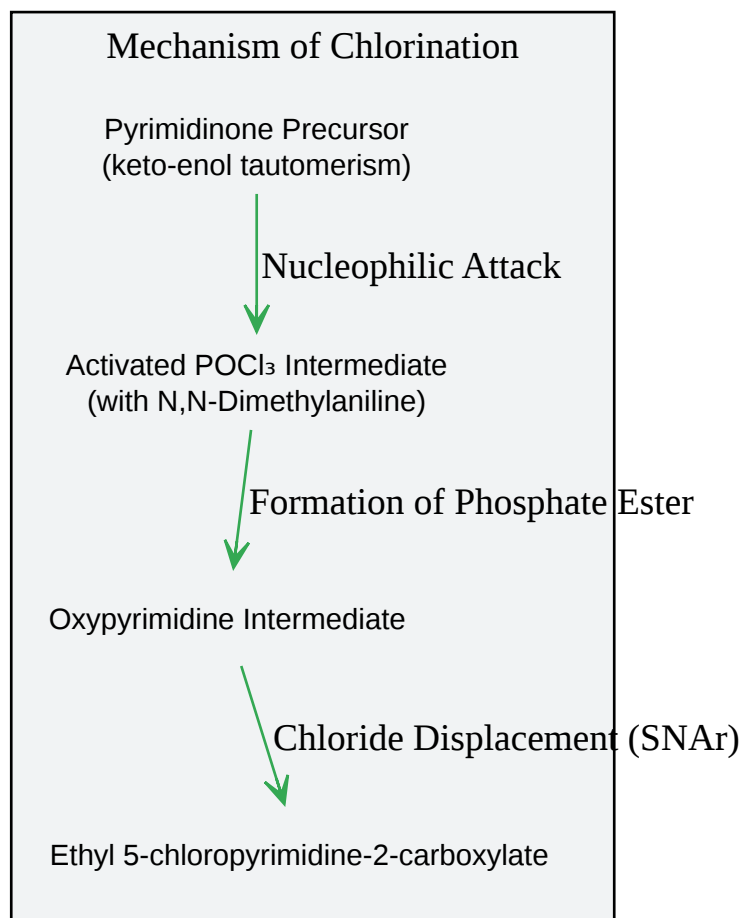 Mechanism of Chlorination
Pyrimidinone Precursor
(keto-enol tautomerism)
Nucleophilic Attack
Activated POCl₃ Intermediate
(with N,N-Dimethylaniline)
Formation of Phosphate Ester
Oxypyrimidine Intermediate
Chloride Displacement (SNAr)
Ethyl 5-chloropyrimidine-2-carboxylate